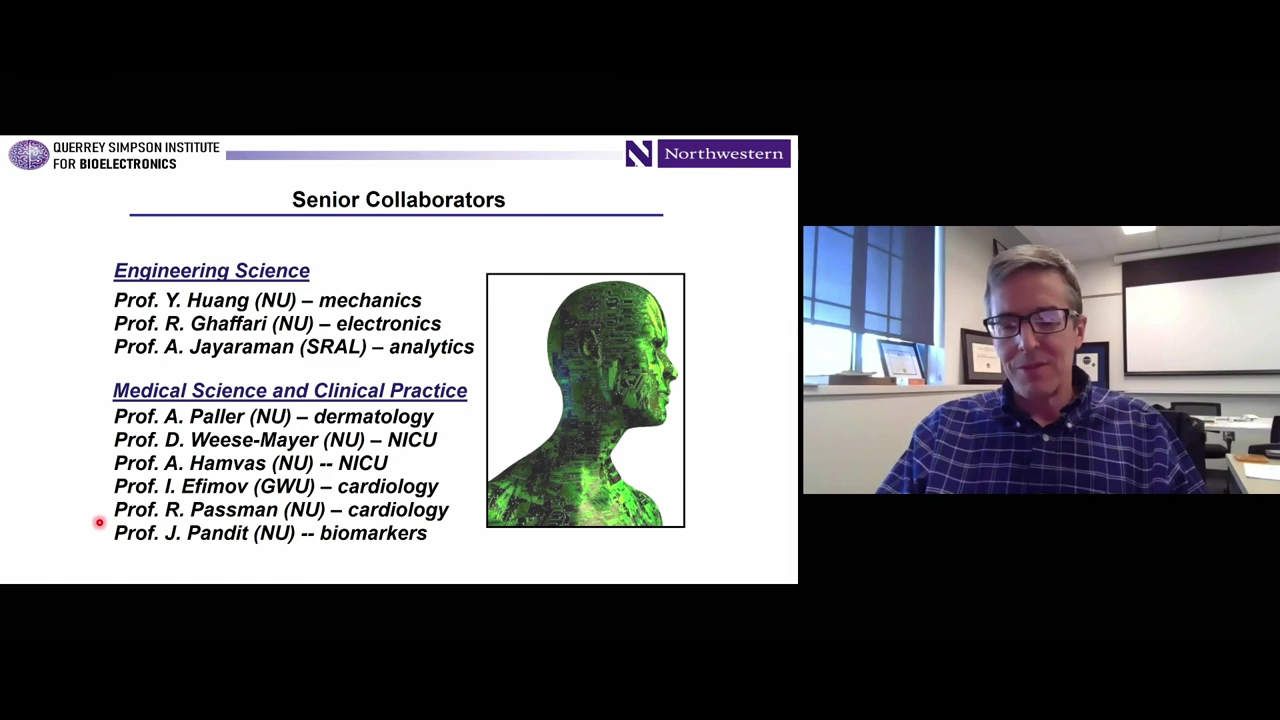 QUERREY SIMPSON INSTITUTE
FOR BIOELECTRONICS
N Northwestern
Senior Collaborators
Engineering Science
Prof. Y. Huang (NU) – mechanics
Prof. R. Ghaffari (NU) – electronics
Prof. A. Jayaraman (SRAL) – analytics
Medical Science and Clinical Practice
Prof. A. Paller (NU) – dermatology
Prof. D. Weese-Mayer (NU) – NICU
Prof. A. Hamvas (NU) -- NICU
Prof. I. Efimov (GWU) – cardiology
Prof. R. Passman (NU) – cardiology
Prof. J. Pandit (NU) -- biomarkers